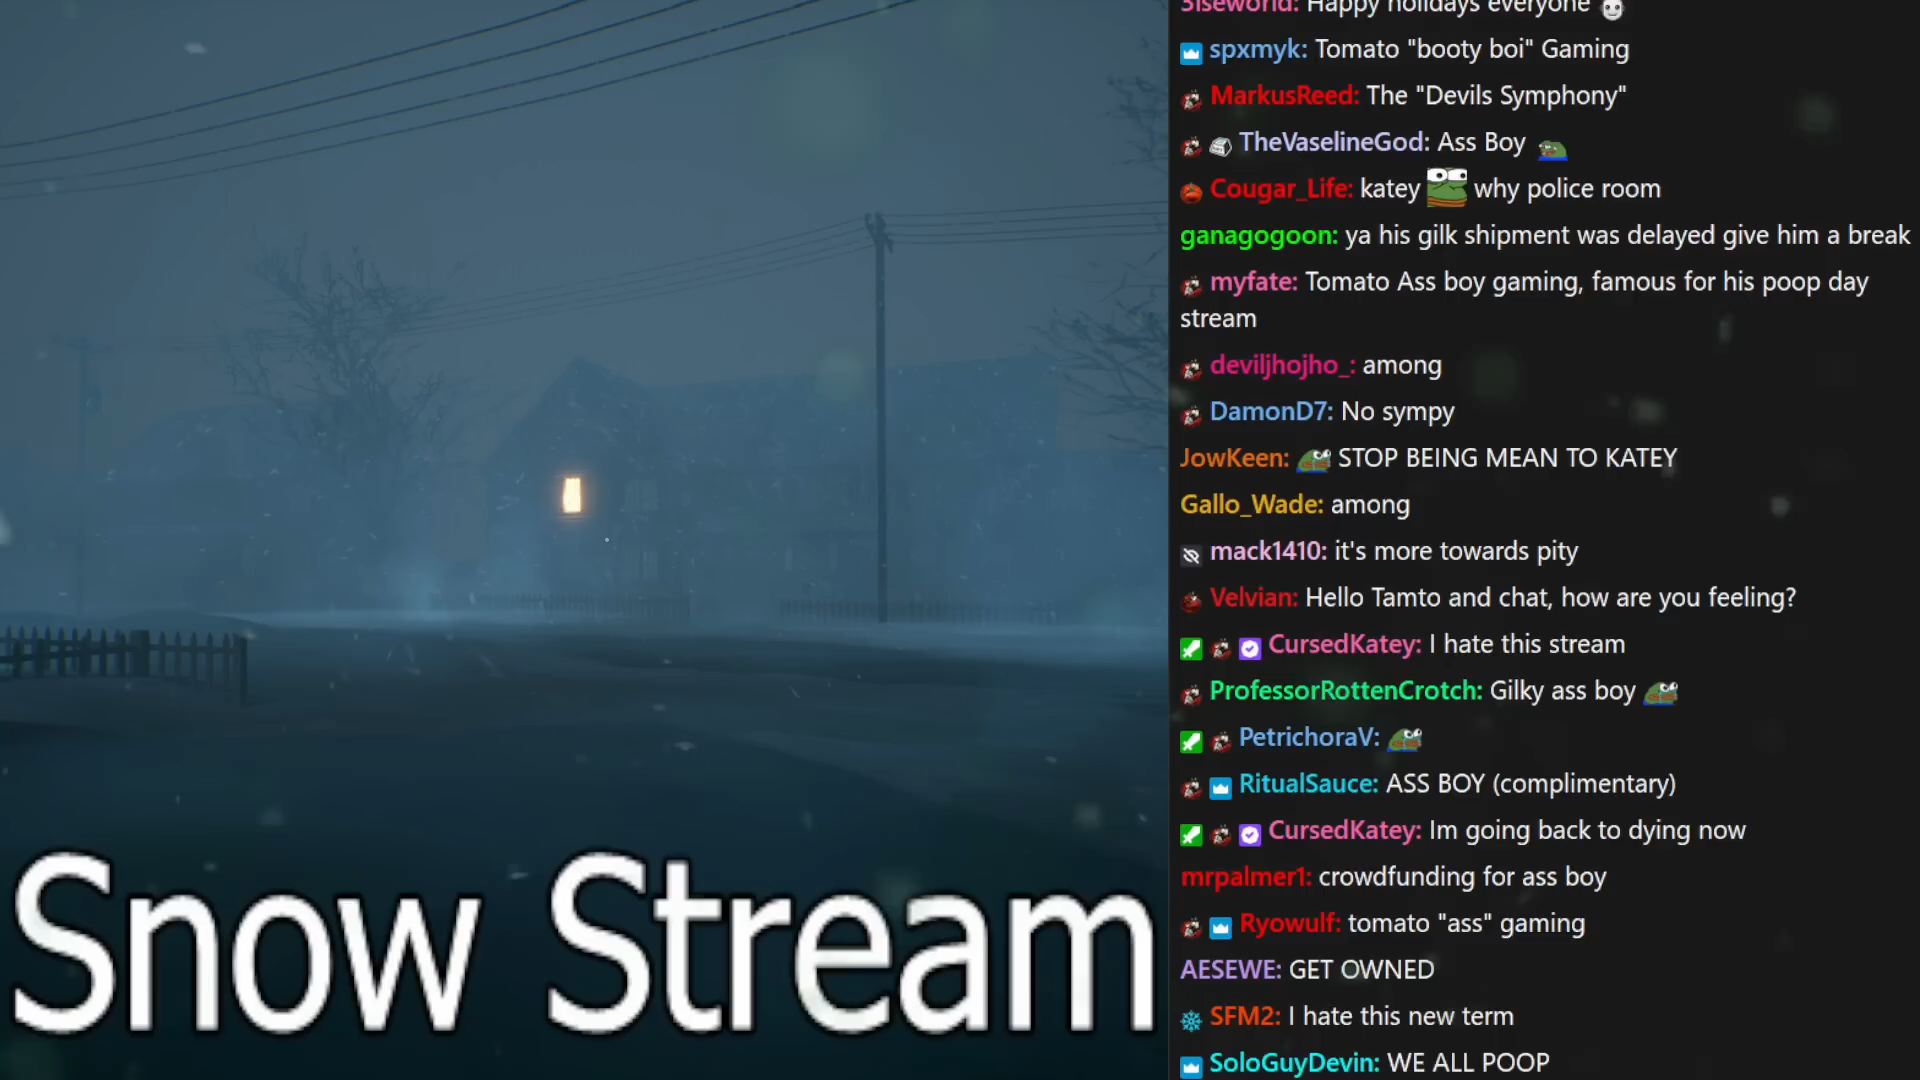 3iseworld: Happy holidays everyone
spxmyk: Tomato "booty boi" Gaming
MarkusReed: The "Devils Symphony"
TheVaselineGod: Ass Boy
Cougar_Life: katey why police room
ganagogoon: ya his gilk shipment was delayed give him a break
myfate: Tomato Ass boy gaming, famous for his poop day
stream
deviljhojho_: among
DamonD7: No sympy
JowKeen: STOP BEING MEAN TO KATEY
Gallo_Wade: among
mack1410: it's more towards pity
Velvian: Hello Tamto and chat, how are you feeling?
CursedKatey: I hate this stream
ProfessorRottenCrotch: Gilky ass boy
PetrichoraV:
RitualSauce: ASS BOY (complimentary)
CursedKatey: Im going back to dying now
mrpalmer1: crowdfunding for ass boy
Ryowulf: tomato "ass" gaming
AESEWE: GET OWNED
SFM2: I hate this new term
SoloGuyDevin: WE ALL POOP
Snow Stream